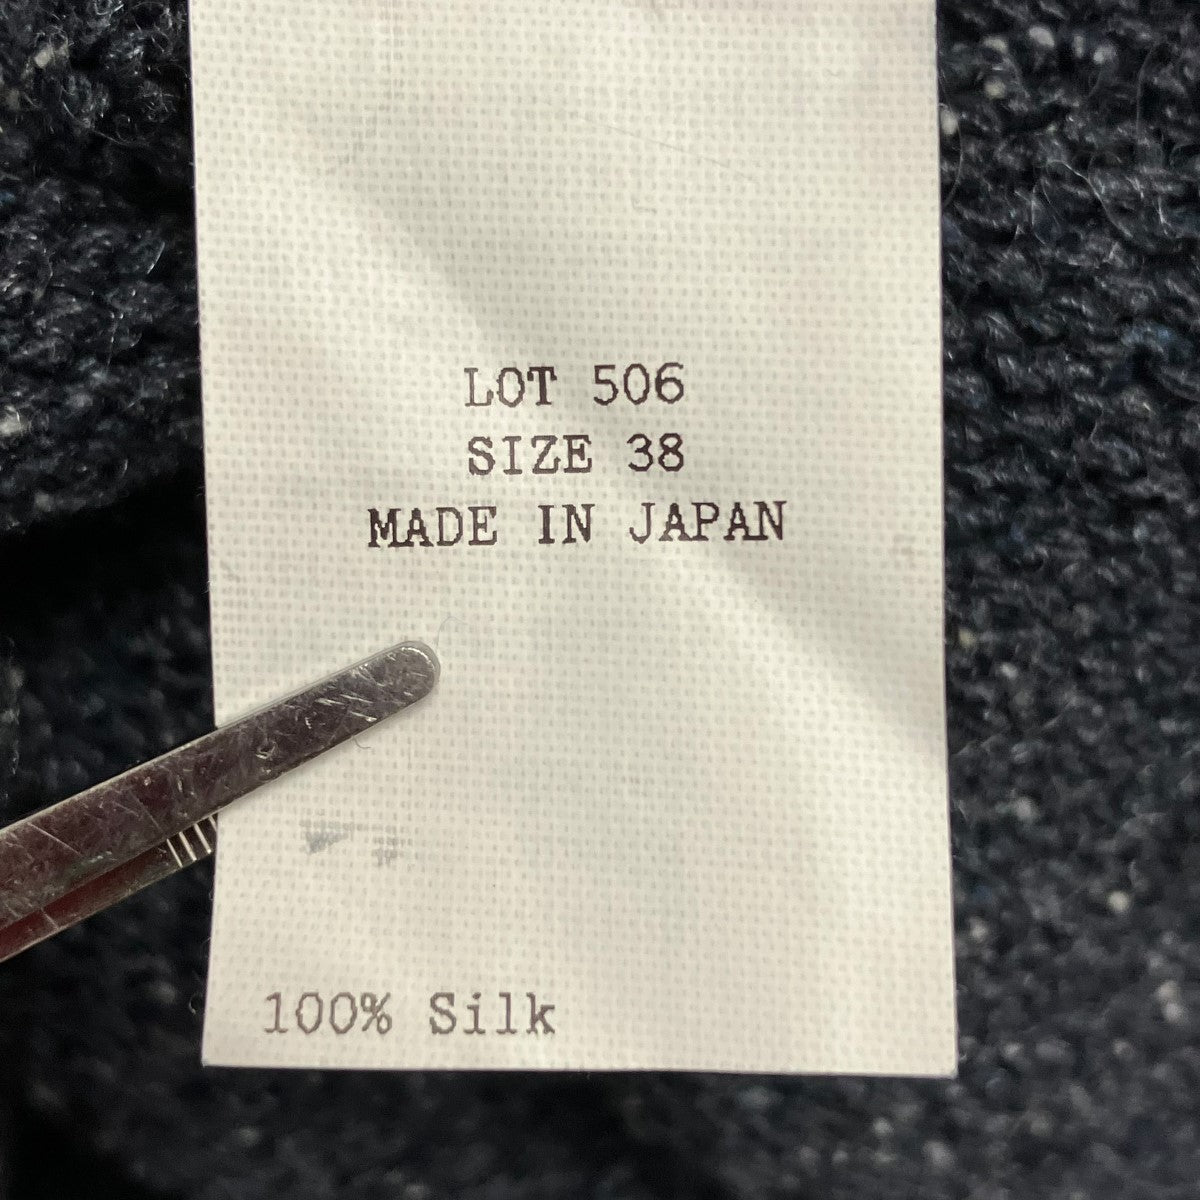 LOT 506
SIZE 38
MADE IN JAPAN
100% Silk